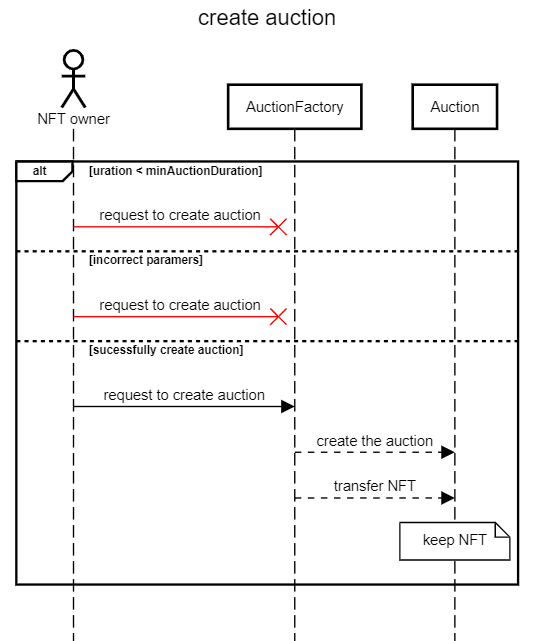 create auction
NFT owner
AuctionFactory
Auction
alt
[uration < minAuctionDuration]
request to create auction
[incorrect paramers]
request to create auction
[sucessfully create auction]
request to create auction
create the auction
transfer NFT
keep NFT